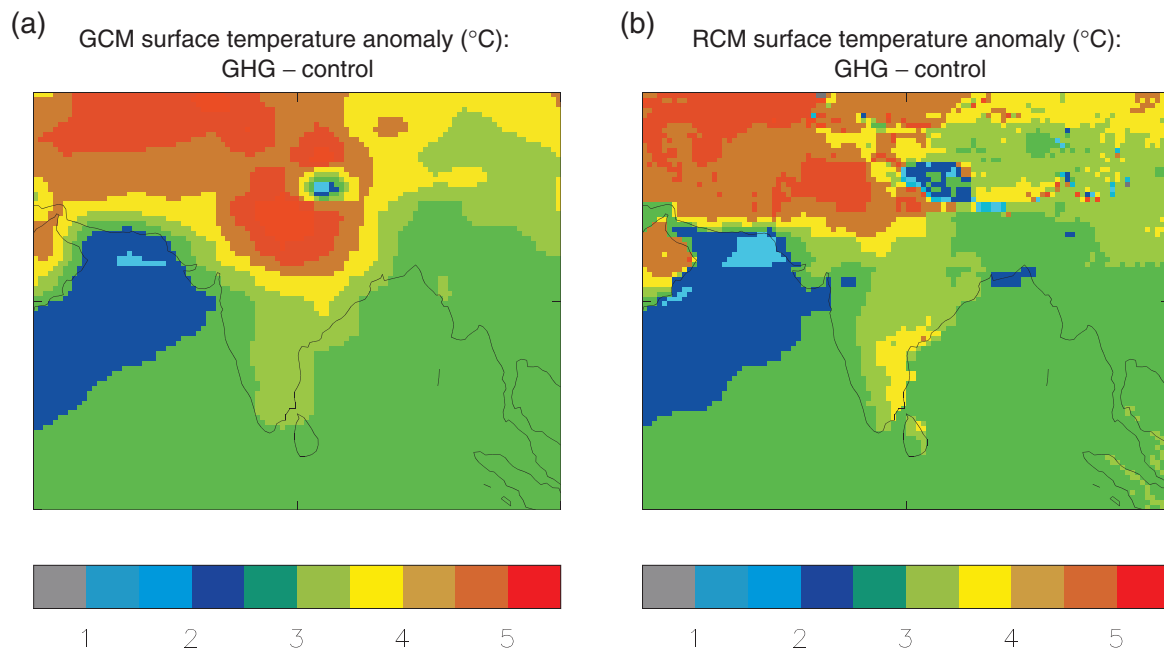 (a)
GCM surface temperature anomaly (°C):
GHG – control
(b)
RCM surface temperature anomaly (°C):
GHG – control
1 2 3 4 5
1 2 3 4 5